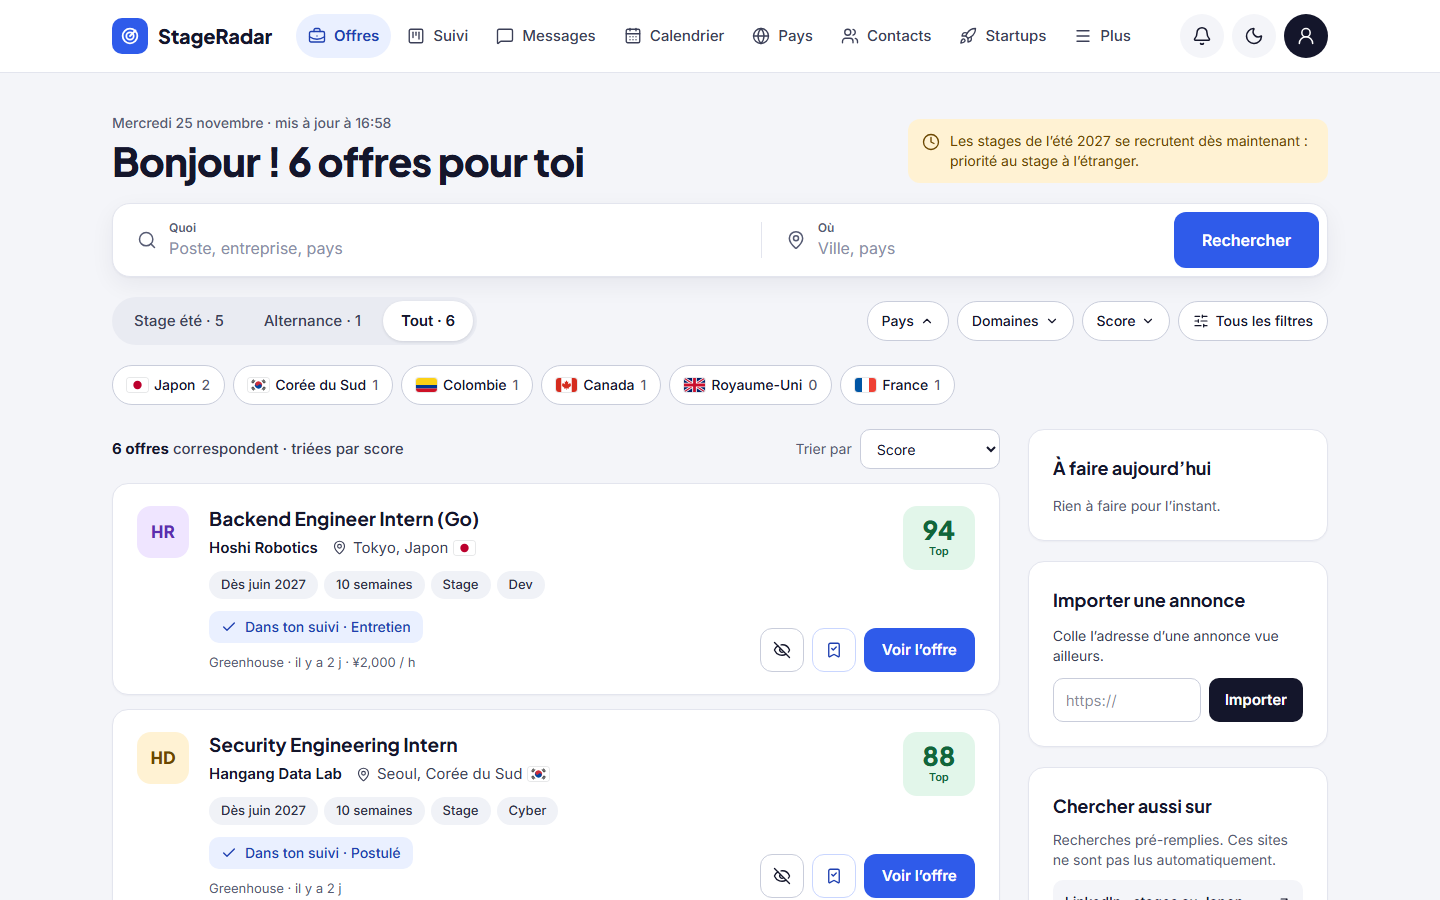 StageRadar
Offres
Suivi
Messages
Calendrier
Pays
Contacts
Startups
Plus
Mercredi 25 novembre · mis à jour à 16:58
Bonjour ! 6 offres pour toi
Les stages de l’été 2027 se recrutent dès maintenant :
priorité au stage à l’étranger.
Quoi
Poste, entreprise, pays
Où
Ville, pays
Rechercher
Stage été · 5
Alternance · 1
Tout · 6
Pays
Domaines
Score
Tous les filtres
Japon 2
Corée du Sud 1
Colombie 1
Canada 1
Royaume-Uni 0
France 1
6 offres correspondent · triées par score
Trier par
Score
HR
Backend Engineer Intern (Go)
Hoshi Robotics
Tokyo, Japon
Dès juin 2027
10 semaines
Stage
Dev
Dans ton suivi · Entretien
Greenhouse · il y a 2 j · ¥2,000 / h
94
Top
Voir l’offre
HD
Security Engineering Intern
Hangang Data Lab
Seoul, Corée du Sud
Dès juin 2027
10 semaines
Stage
Cyber
Dans ton suivi · Postulé
Greenhouse · il y a 2 j
88
Top
Voir l’offre
À faire aujourd’hui
Rien à faire pour l’instant.
Importer une annonce
Colle l’adresse d’une annonce vue
ailleurs.
https://
Importer
Chercher aussi sur
Recherches pré-remplies. Ces sites
ne sont pas lus automatiquement.